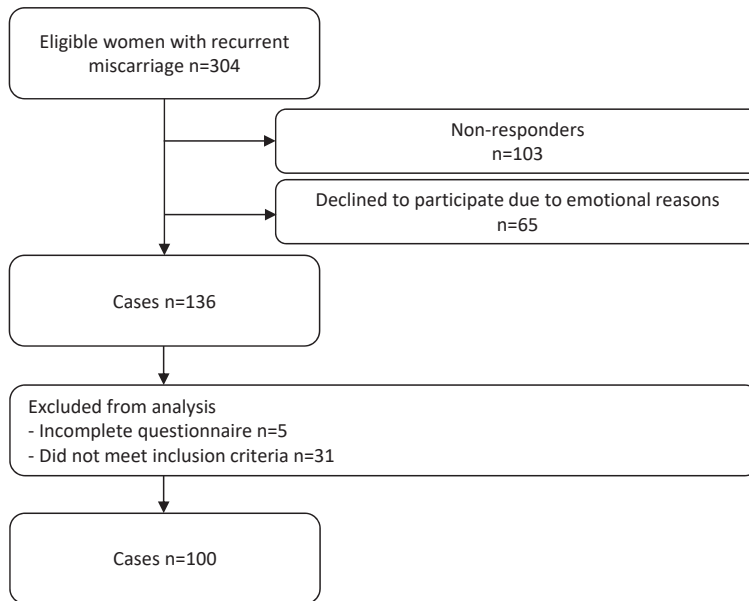 Eligible women with recurrent
miscarriage n=304
Non-responders
n=103
Declined to participate due to emotional reasons
n=65
Cases n=136
Excluded from analysis
- Incomplete questionnaire n=5
- Did not meet inclusion criteria n=31
Cases n=100